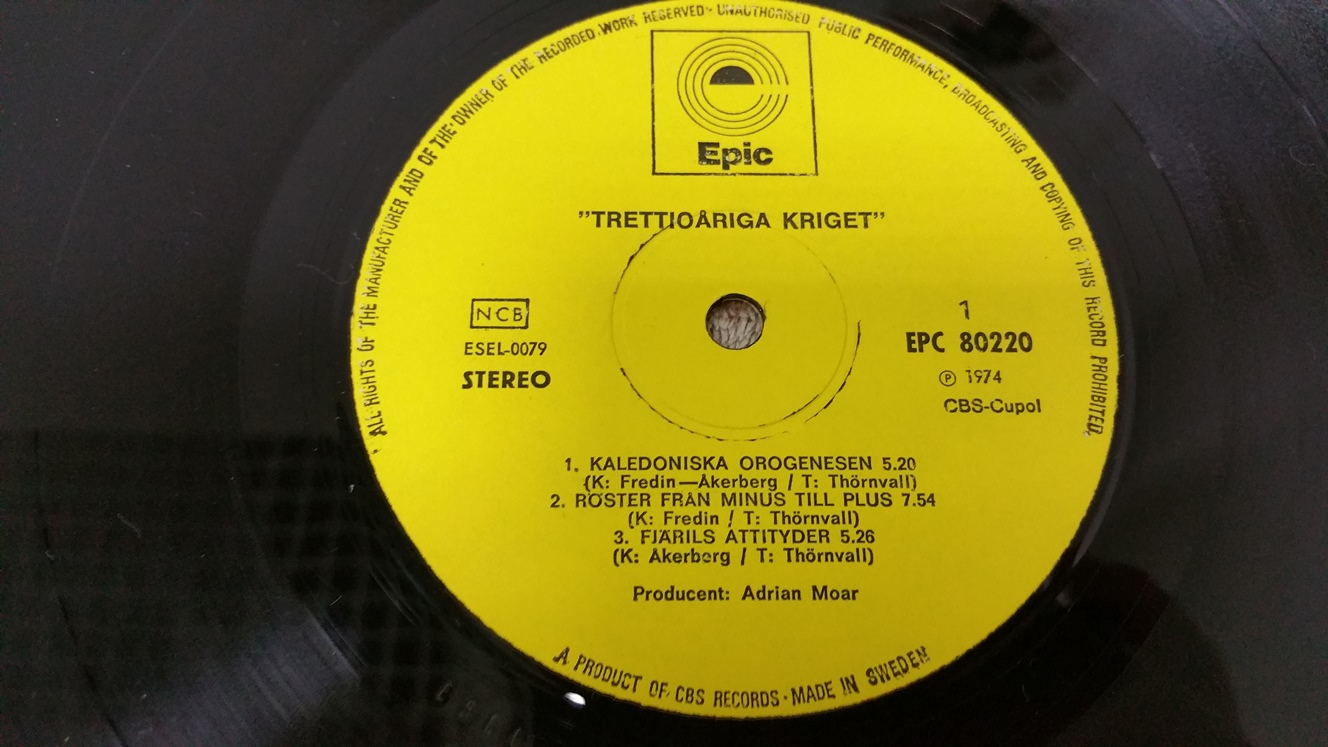 ALL RIGHTS OF THE MANUFACTURER AND OF THE OWNER OF THE RECORDED WORK RESERVED · UNAUTHORISED PUBLIC PERFORMANCE, BROADCASTING AND COPYING OF THIS RECORD PROHIBITED
Epic
”TRETTIOÅRIGA KRIGET”
NCB
ESEL-0079
STEREO
1
EPC 80220
Ⓟ 1974
CBS-Cupol
1. KALEDONISKA OROGENESEN 5.20
(K: Fredin—Åkerberg / T: Thörnvall)
2. RÖSTER FRÅN MINUS TILL PLUS 7.54
(K: Fredin / T: Thörnvall)
3. FJÄRILS ATTITYDER 5.26
(K: Åkerberg / T: Thörnvall)
Producent: Adrian Moar
A PRODUCT OF CBS RECORDS · MADE IN SWEDEN